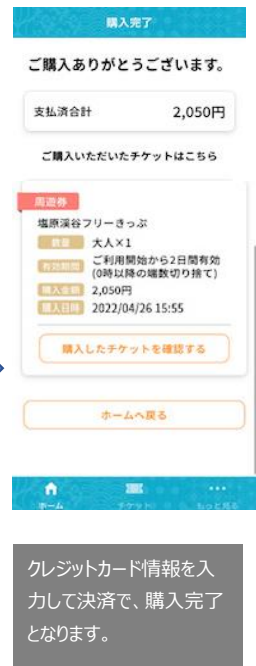 購入完了
ご購入ありがとうございます。
支払済合計 2,050円
ご購入いただいたチケットはこちら
周遊券
塩原渓谷フリーきっぷ
数量 大人×1
有効期間 ご利用開始から2日間有効
(0時以降の端数切り捨て)
購入金額 2,050円
購入日時 2022/04/26 15:55
購入したチケットを確認する
ホームへ戻る
ホーム チケット もっと見る
クレジットカード情報を入
力して決済で、購入完了
となります。